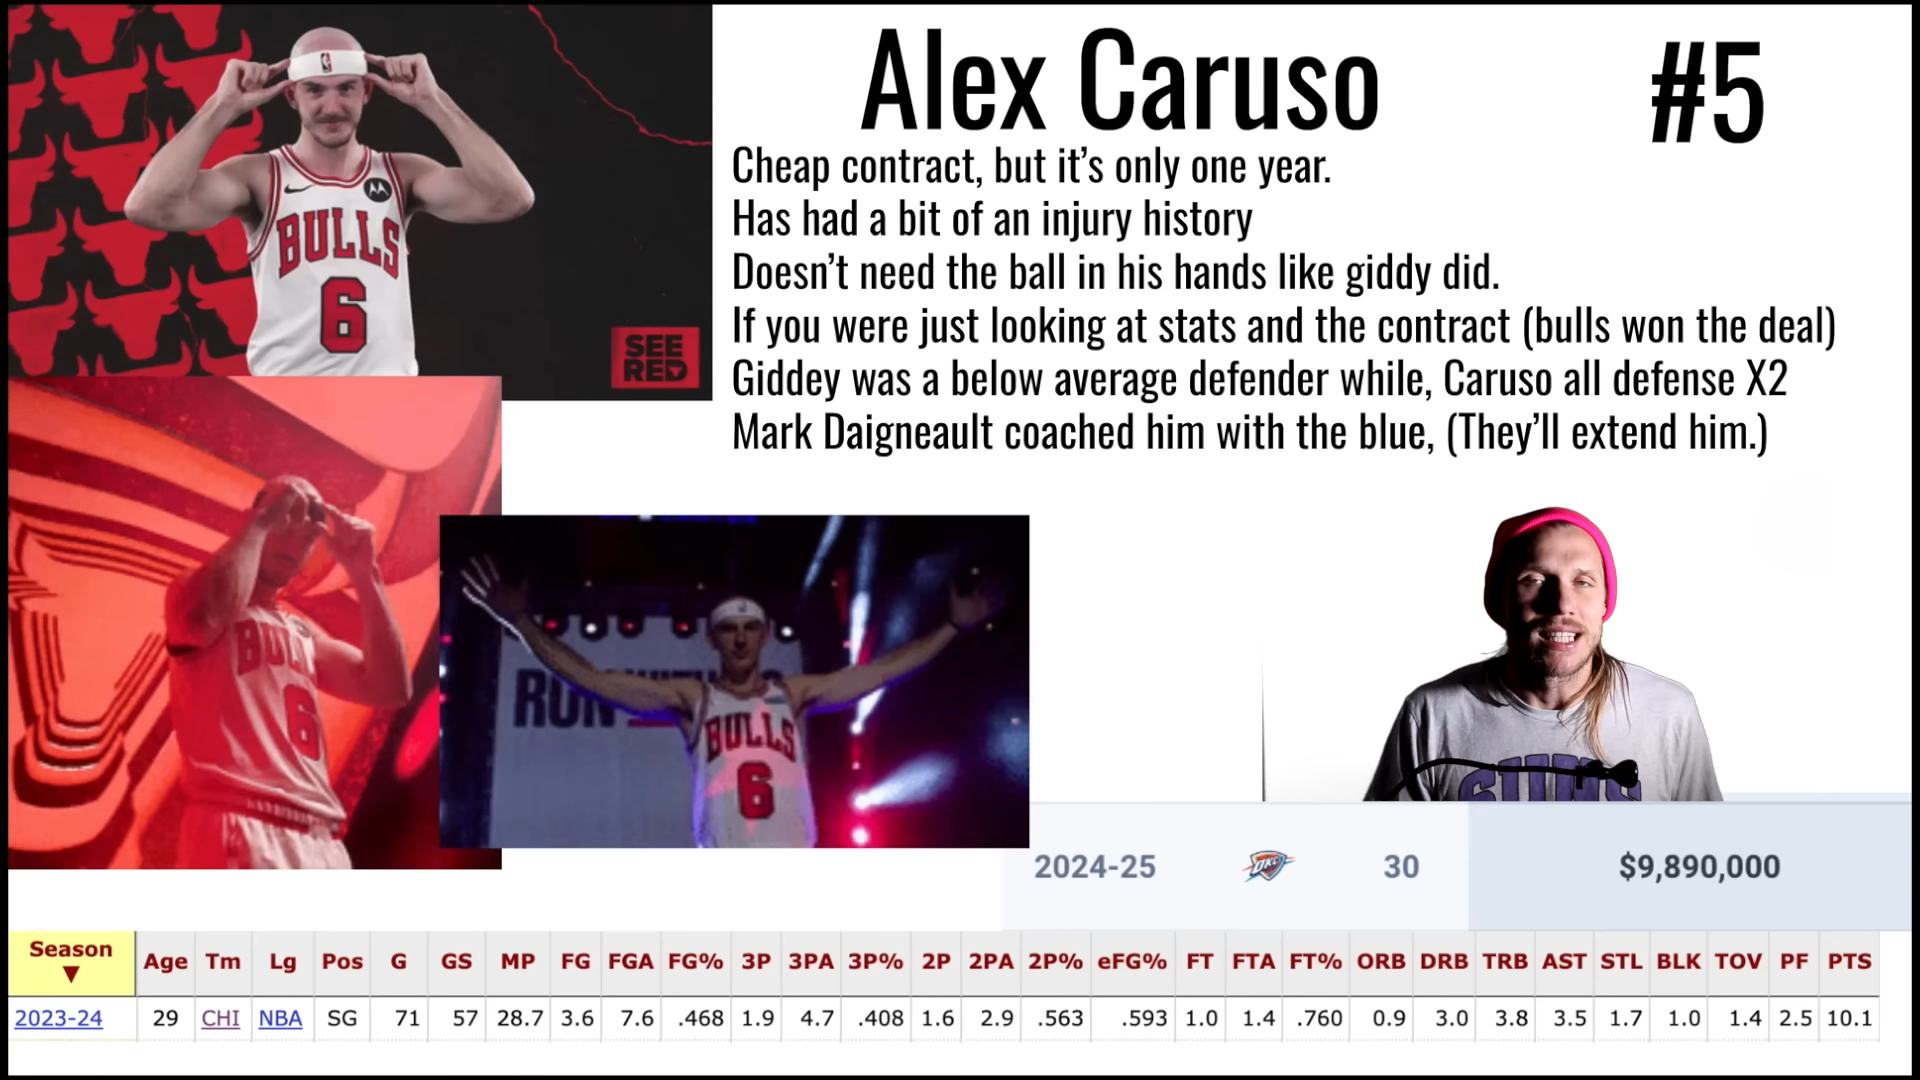 Alex Caruso
#5
Cheap contract, but it's only one year.
Has had a bit of an injury history
Doesn't need the ball in his hands like giddy did.
If you were just looking at stats and the contract (bulls won the deal)
Giddey was a below average defender while, Caruso all defense X2
Mark Daigneault coached him with the blue, (They'll extend him.)
BULLS
6
SEE
RED
BULL
6
RUN
BULLS
6
SUNS
2024-25 OKC 30 $9,890,000
Season ▼ Age Tm Lg Pos G GS MP FG FGA FG% 3P 3PA 3P% 2P 2PA 2P% eFG% FT FTA FT% ORB DRB TRB AST STL BLK TOV PF PTS
2023-24 29 CHI NBA SG 71 57 28.7 3.6 7.6 .468 1.9 4.7 .408 1.6 2.9 .563 .593 1.0 1.4 .760 0.9 3.0 3.8 3.5 1.7 1.0 1.4 2.5 10.1